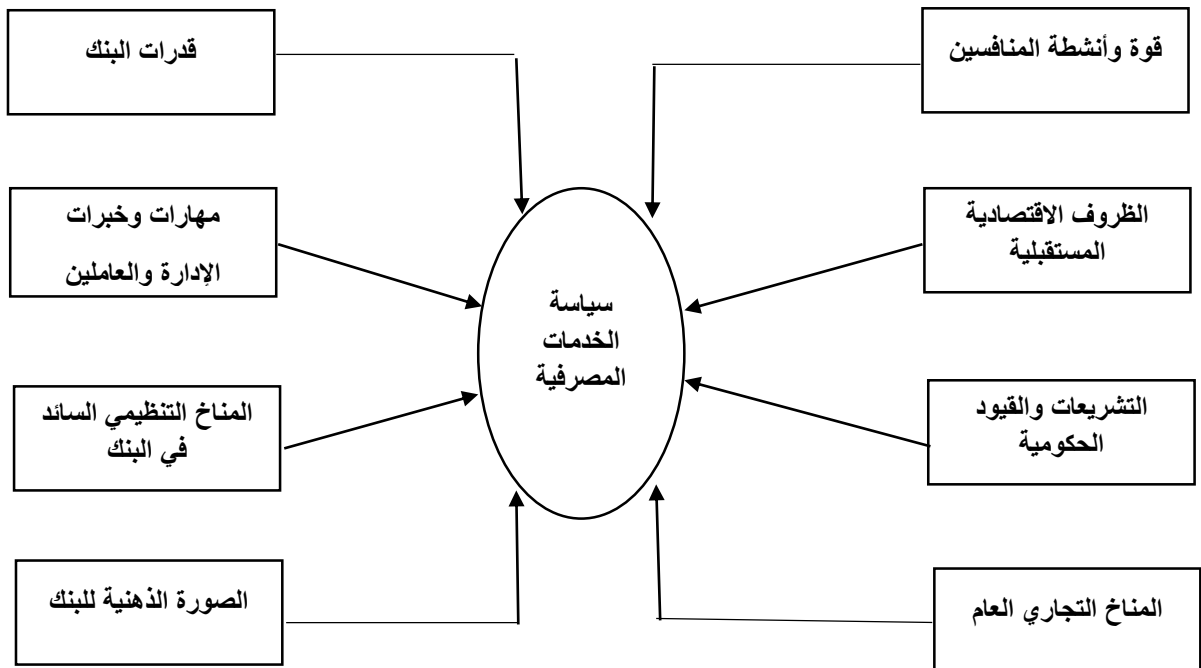 قوة وأنشطة المنافسين
قدرات البنك
الظروف الاقتصادية
المستقبلية
مهارات وخبرات
الإدارة والعاملين
سياسة
الخدمات
المصرفية
التشريعات والقيود
الحكومية
المناخ التنظيمي السائد
في البنك
المناخ التجاري العام
الصورة الذهنية للبنك